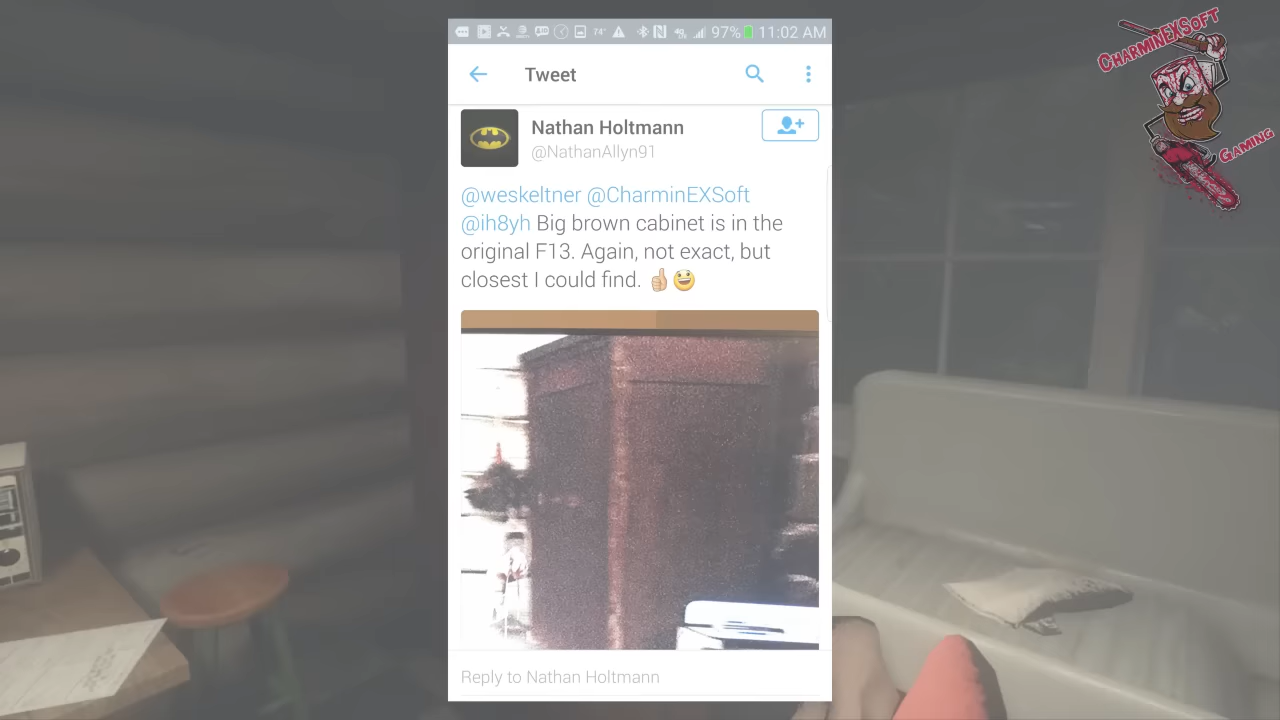 97% 11:02 AM
Tweet
Nathan Holtmann
@NathanAllyn91
@weskeltner @CharminEXSoft
@ih8yh Big brown cabinet is in the
original F13. Again, not exact, but
closest I could find. 👍😃
Reply to Nathan Holtmann
CHARMINEXSOFT
GAMING